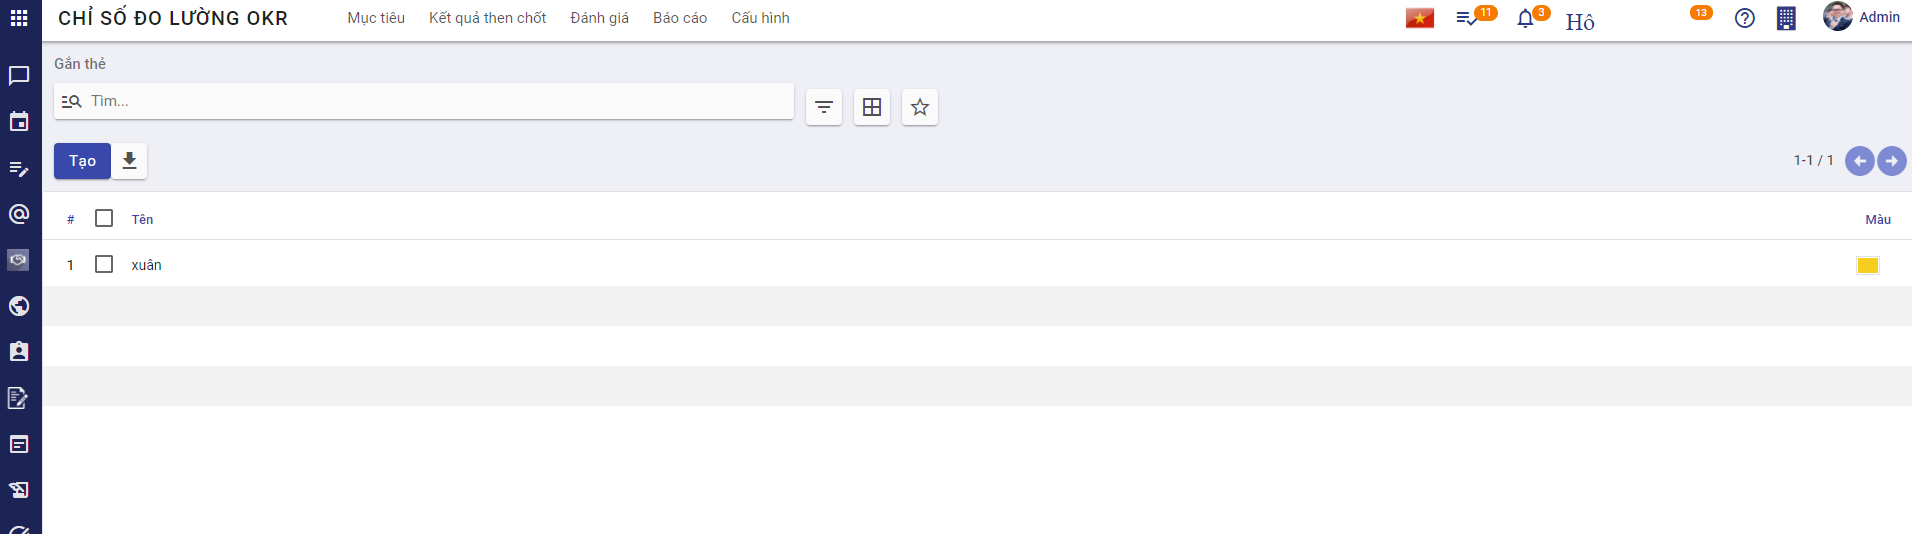 CHỈ SỐ ĐO LƯỜNG OKR Mục tiêu Kết quả then chốt Đánh giá Báo cáo Cấu hình 11 3 Hô 13 Admin
Gắn thẻ
Tìm...
Tạo 1-1 / 1
# Tên Màu
1 xuân